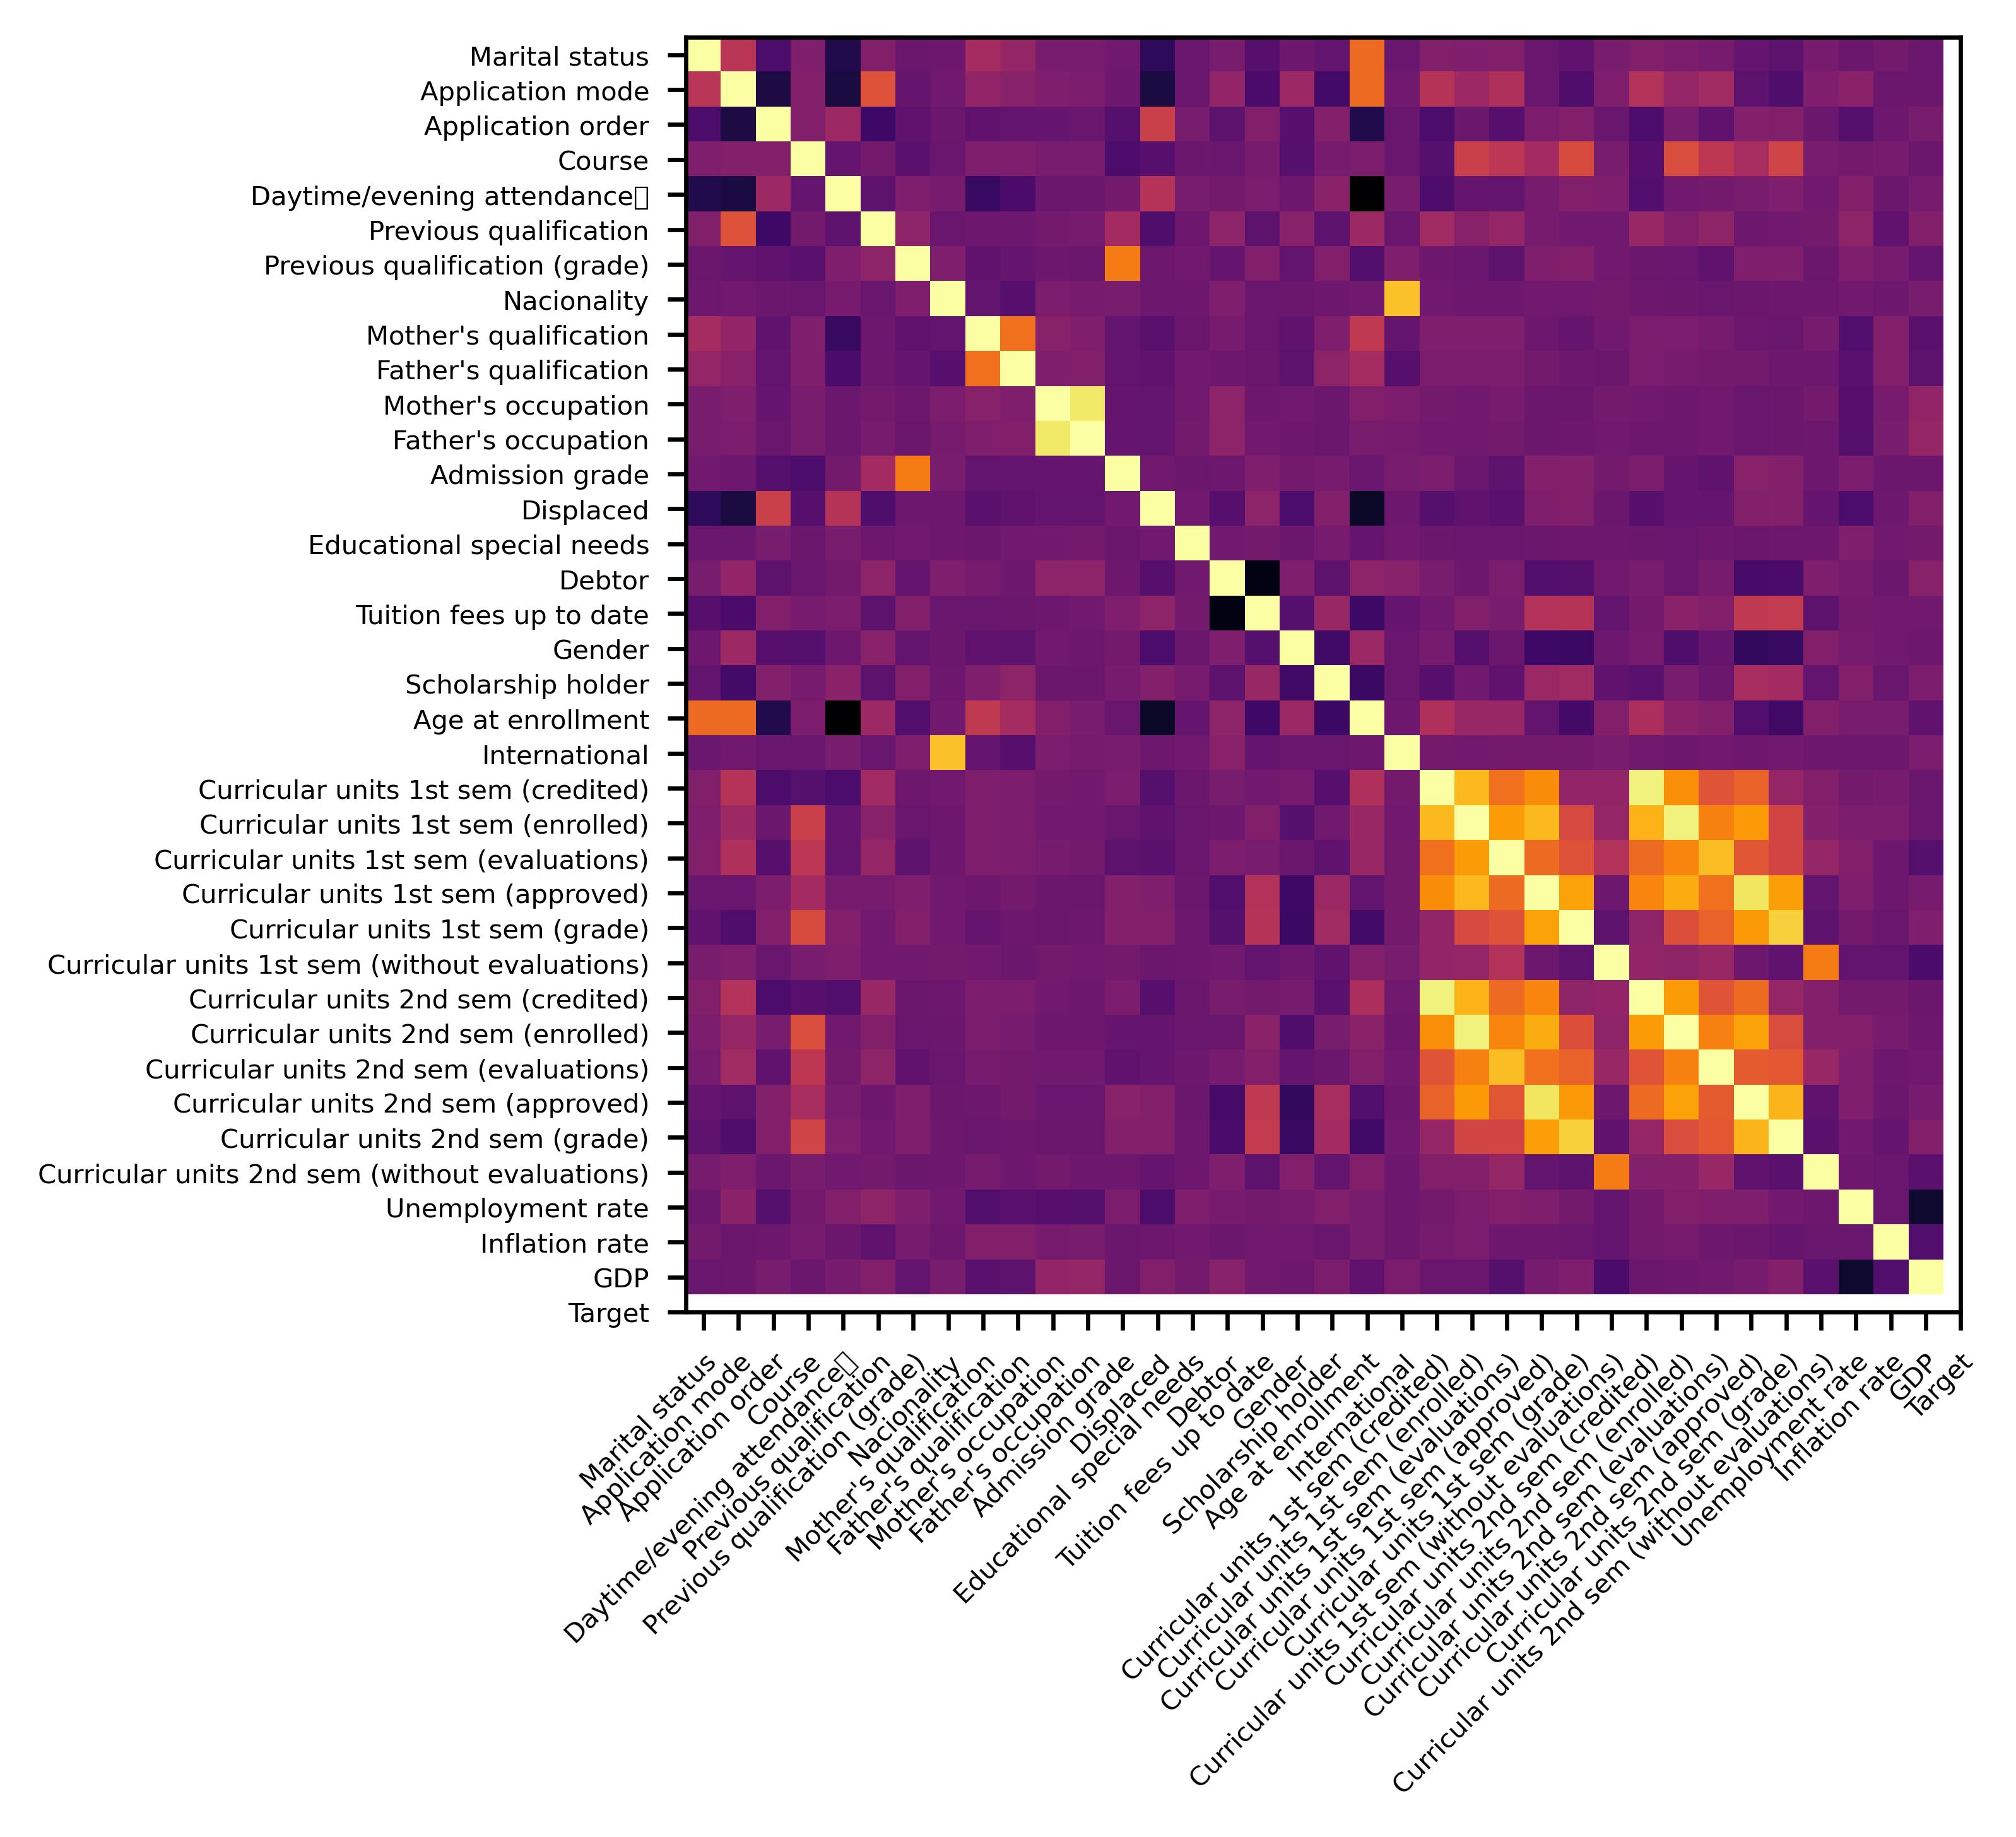 Marital status
Application mode
Application order
Course
Daytime/evening attendance
Previous qualification
Previous qualification (grade)
Nacionality
Mother's qualification
Father's qualification
Mother's occupation
Father's occupation
Admission grade
Displaced
Educational special needs
Debtor
Tuition fees up to date
Gender
Scholarship holder
Age at enrollment
International
Curricular units 1st sem (credited)
Curricular units 1st sem (enrolled)
Curricular units 1st sem (evaluations)
Curricular units 1st sem (approved)
Curricular units 1st sem (grade)
Curricular units 1st sem (without evaluations)
Curricular units 2nd sem (credited)
Curricular units 2nd sem (enrolled)
Curricular units 2nd sem (evaluations)
Curricular units 2nd sem (approved)
Curricular units 2nd sem (grade)
Curricular units 2nd sem (without evaluations)
Unemployment rate
Inflation rate
GDP
Target
Marital status
Application mode
Application order
Course
Daytime/evening attendance
Previous qualification
Previous qualification (grade)
Nacionality
Mother's qualification
Father's qualification
Mother's occupation
Father's occupation
Admission grade
Displaced
Educational special needs
Debtor
Tuition fees up to date
Gender
Scholarship holder
Age at enrollment
International
Curricular units 1st sem (credited)
Curricular units 1st sem (enrolled)
Curricular units 1st sem (evaluations)
Curricular units 1st sem (approved)
Curricular units 1st sem (grade)
Curricular units 1st sem (without evaluations)
Curricular units 2nd sem (credited)
Curricular units 2nd sem (enrolled)
Curricular units 2nd sem (evaluations)
Curricular units 2nd sem (approved)
Curricular units 2nd sem (grade)
Curricular units 2nd sem (without evaluations)
Unemployment rate
Inflation rate
GDP
Target